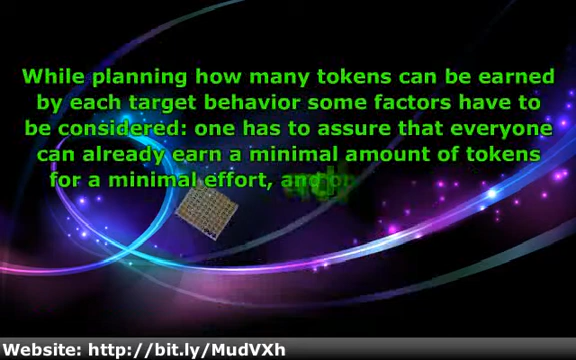 While planning how many tokens can be earned
by each target behavior some factors have to
be considered: one has to assure that everyone
can already earn a minimal amount of tokens
for a minimal effort, and
Website: http://bit.ly/MudVXh